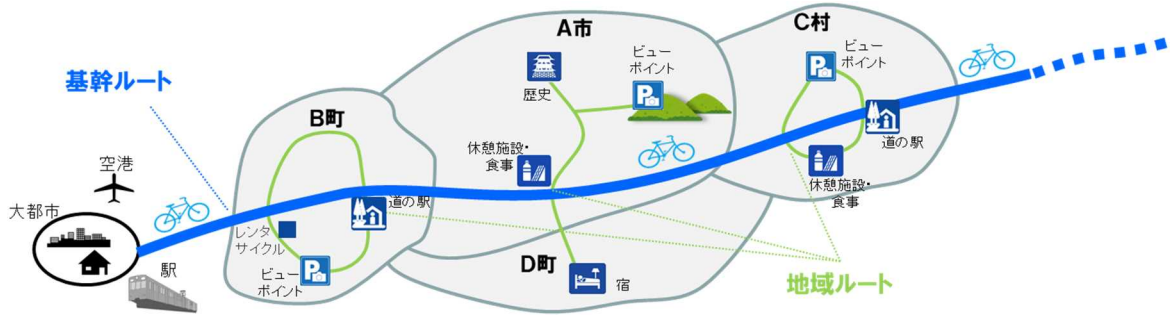 基幹ルート
空港
大都市
駅
B町
道の駅
レンタ
サイクル
ビュー
ポイント
A市
歴史
ビュー
ポイント
休憩施設・
食事
D町
宿
C村
ビュー
ポイント
道の駅
休憩施設・
食事
地域ルート